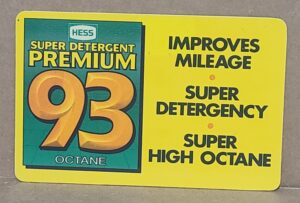 HESS
SUPER DETERGENT
PREMIUM
93
OCTANE
IMPROVES
MILEAGE
SUPER
DETERGENCY
SUPER
HIGH OCTANE